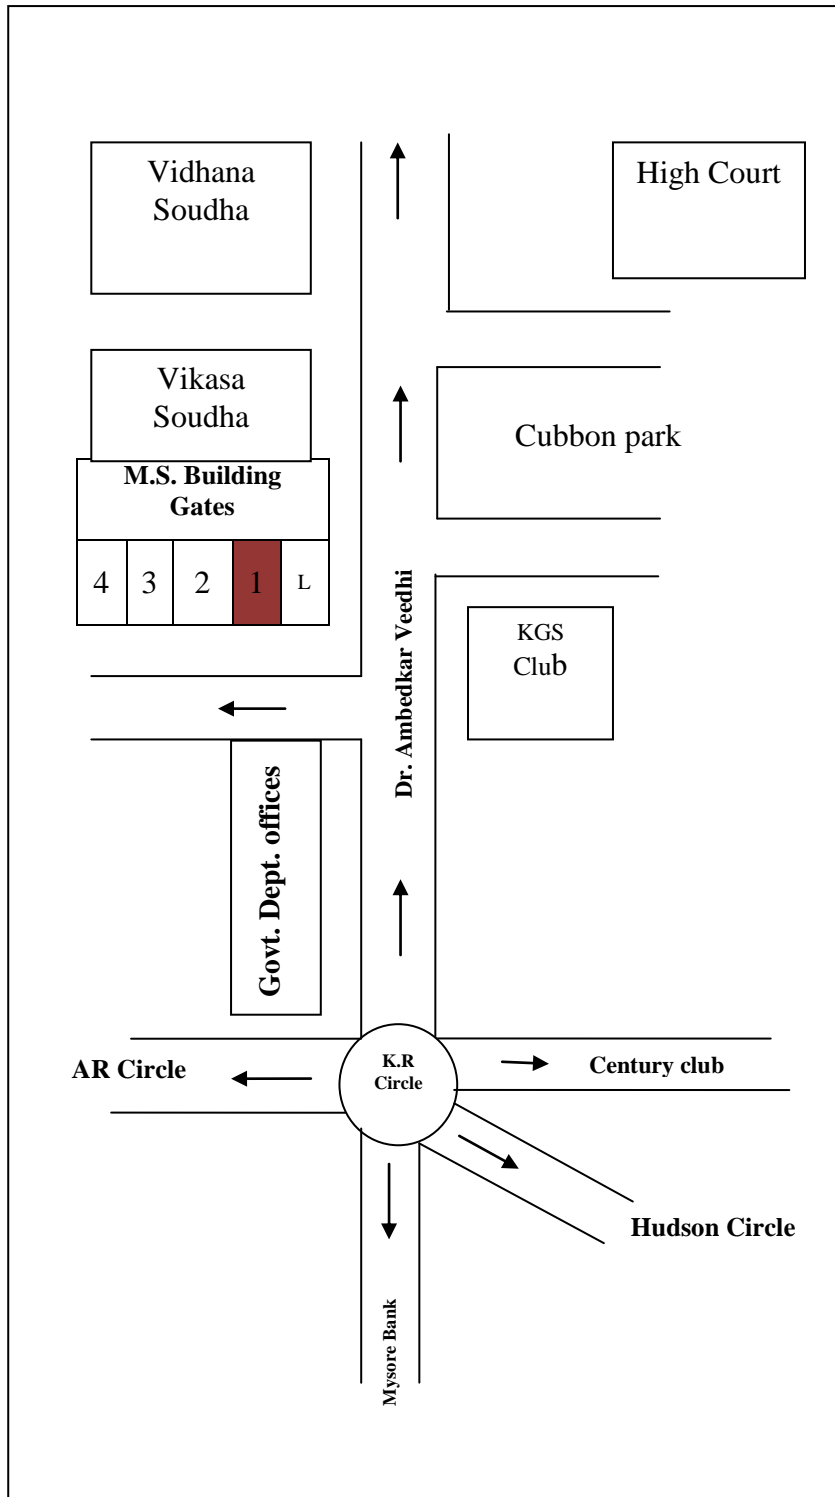 Vidhana
Soudha
High Court
Vikasa
Soudha
Cubbon park
M.S. Building
Gates
4 3 2 1 L
KGS
Club
Dr. Ambedkar Veedhi
Govt. Dept. offices
AR Circle
K.R
Circle
Century club
Hudson Circle
Mysore Bank